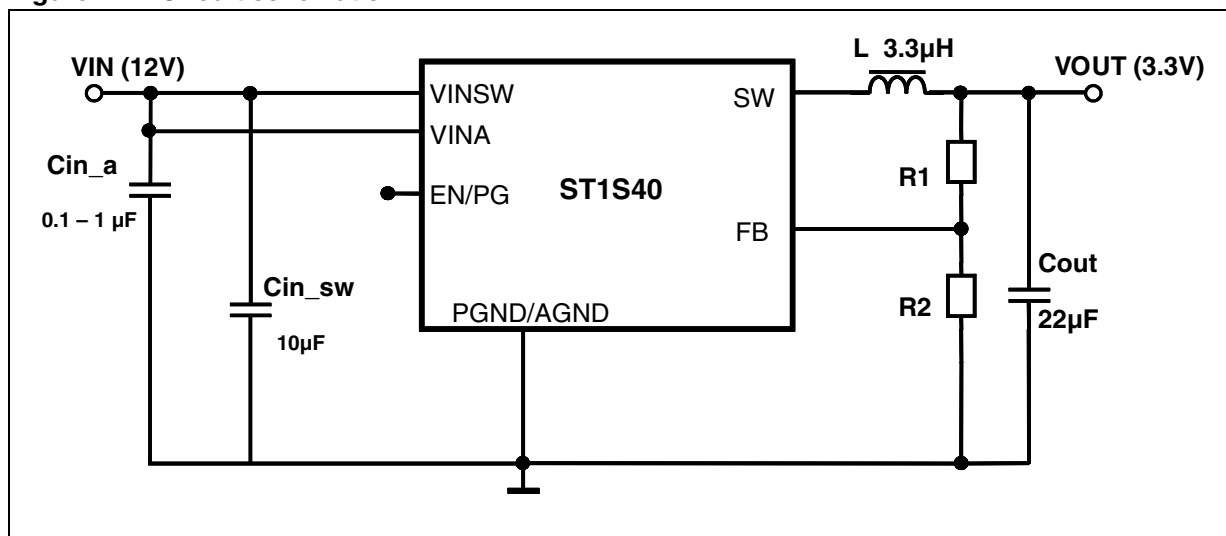 L 3.3µH
VIN (12V)
VOUT (3.3V)
VINSW
SW
VINA
Cin_a
EN/PG
ST1S40
R1
0.1 – 1 µF
FB
Cin_sw
Cout
R2
PGND/AGND
22µF
10µF